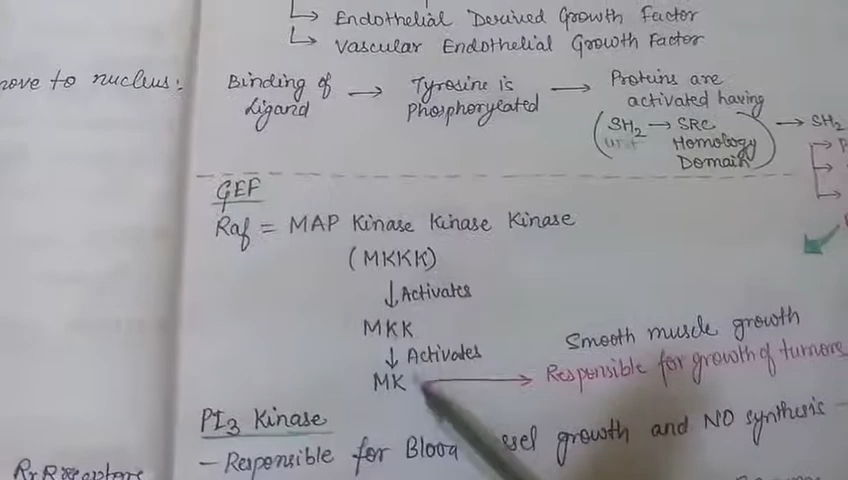 ↳ Endothelial Derived Growth Factor
↳ Vascular Endothelial Growth Factor
move to nucleus: Binding of Ligand → Tyrosine is Phosphorylated → Proteins are activated having
(SH2 unit → SRC Homology Domain) → SH2
GEF
Raf = MAP Kinase Kinase Kinase
(MKKK)
↓ Activates
MKK
↓ Activates
MK →
Smooth muscle growth
Responsible for growth of tumors
PI3 Kinase
- Responsible for Blood growth and NO synthesis -